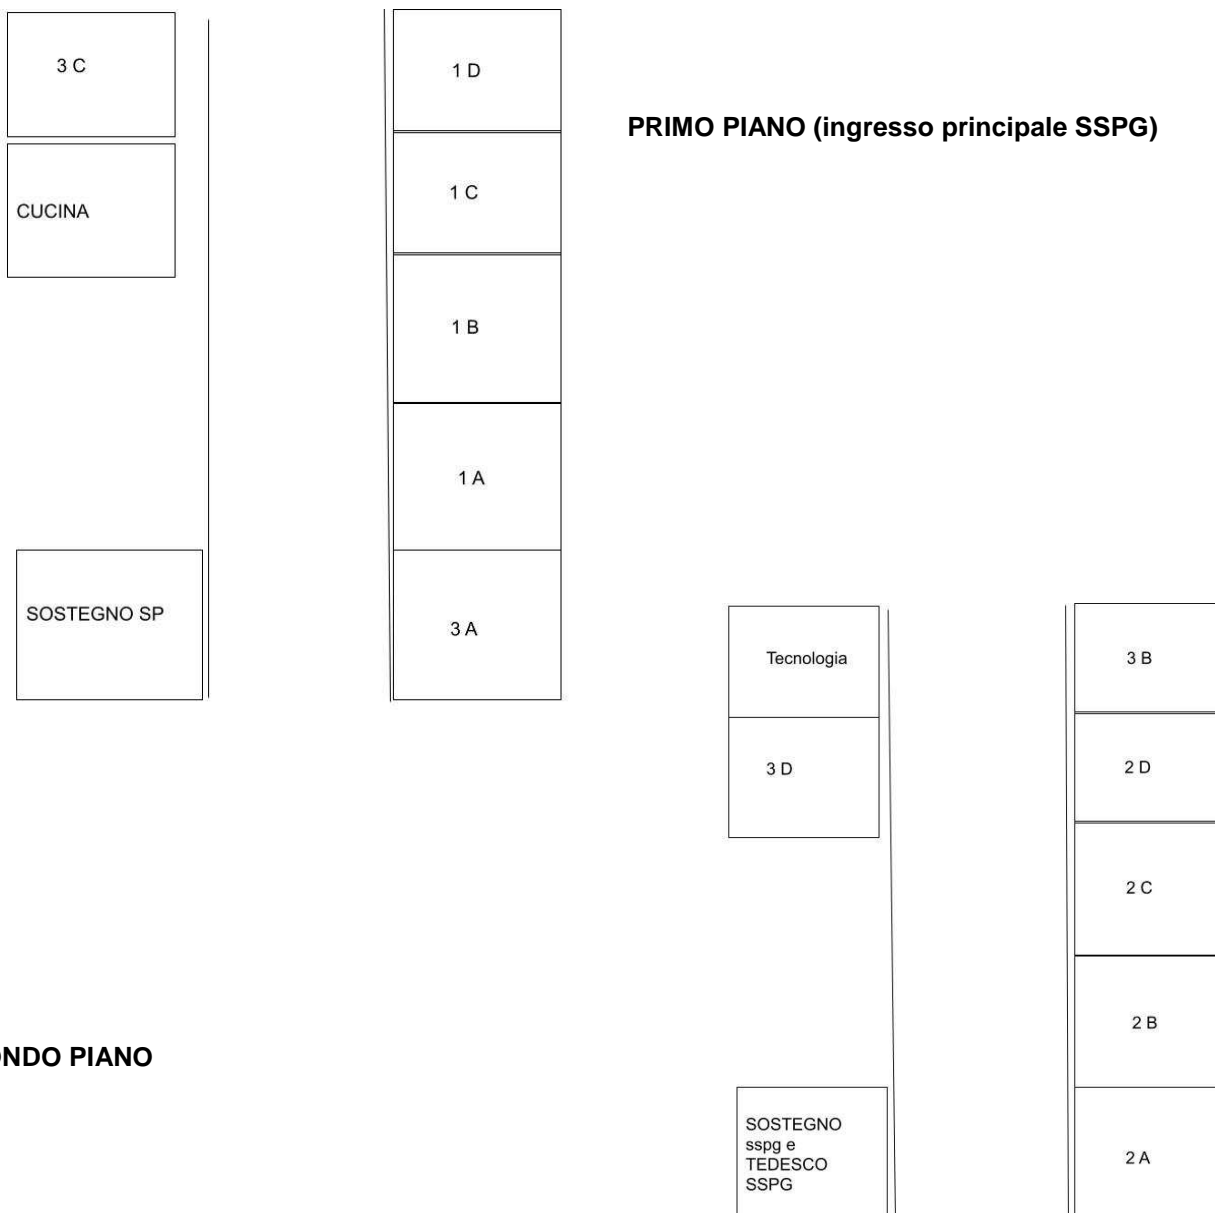 3 C
CUCINA
SOSTEGNO SP
1 D
1 C
1 B
1 A
3 A
PRIMO PIANO (ingresso principale SSPG)
PIANO
Tecnologia
3 D
SOSTEGNO
sspg e
TEDESCO
SSPG
3 B
2 D
2 C
2 B
2 A